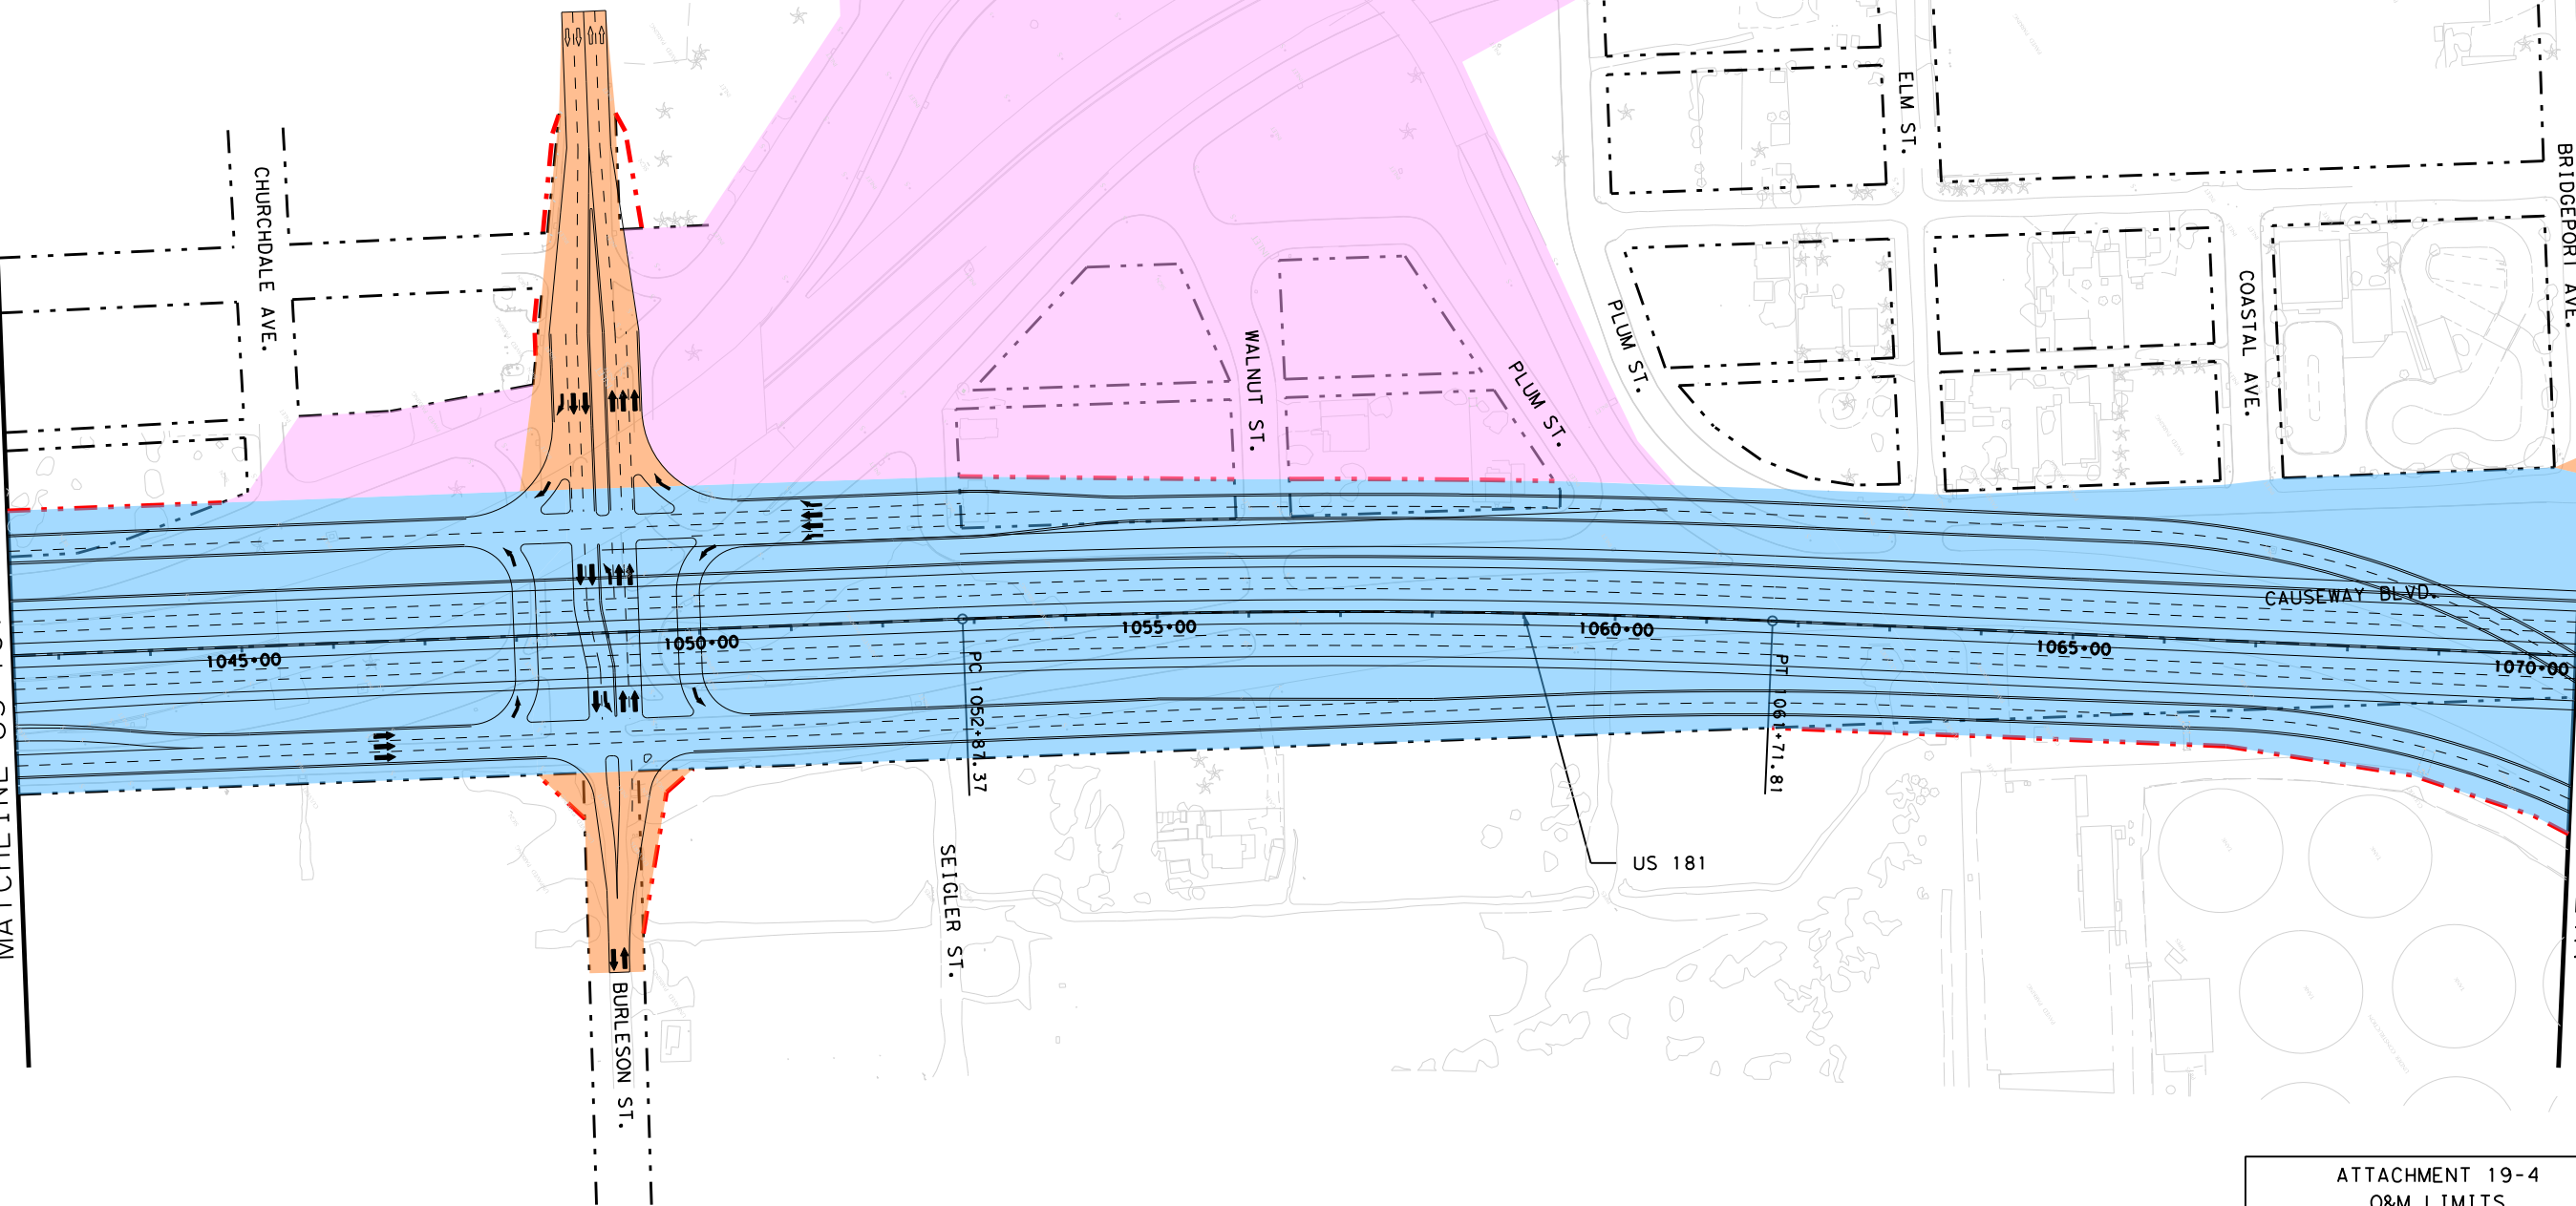 CHURCHDALE AVE.
ELM ST.
BRIDGEPORT AVE.
COASTAL AVE.
PLUM ST.
PLUM ST.
WALNUT ST.
CAUSEWAY BLVD.
1045+00
1050+00
1055+00
1060+00
1065+00
1070+00
PC 1052+87.37
PT 1061+71.81
US 181
SEIGLER ST.
BURLESON ST.
MATCHLINE
ATTACHMENT 19-4
O&M LIMITS